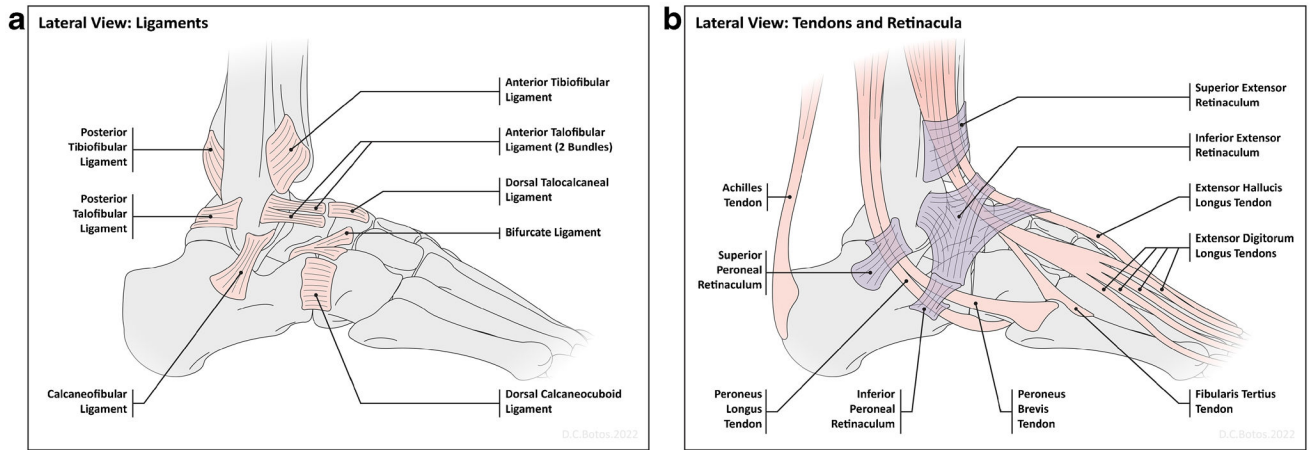 a
Lateral View: Ligaments
Anterior Tibiofibular
Ligament
Posterior
Tibiofibular
Ligament
Anterior Talofibular
Ligament (2 Bundles)
Dorsal Talocalcaneal
Ligament
Posterior
Talofibular
Ligament
Bifurcate Ligament
Calcaneofibular
Ligament
Dorsal Calcaneocuboid
Ligament
D.C.Botos.2022
b
Lateral View: Tendons and Retinacula
Superior Extensor
Retinaculum
Inferior Extensor
Retinaculum
Achilles
Tendon
Extensor Hallucis
Longus Tendon
Extensor Digitorum
Longus Tendons
Superior
Peroneal
Retinaculum
Peroneus
Longus
Tendon
Inferior
Peroneal
Retinaculum
Peroneus
Brevis
Tendon
Fibularis Tertius
Tendon
D.C.Botos.2022